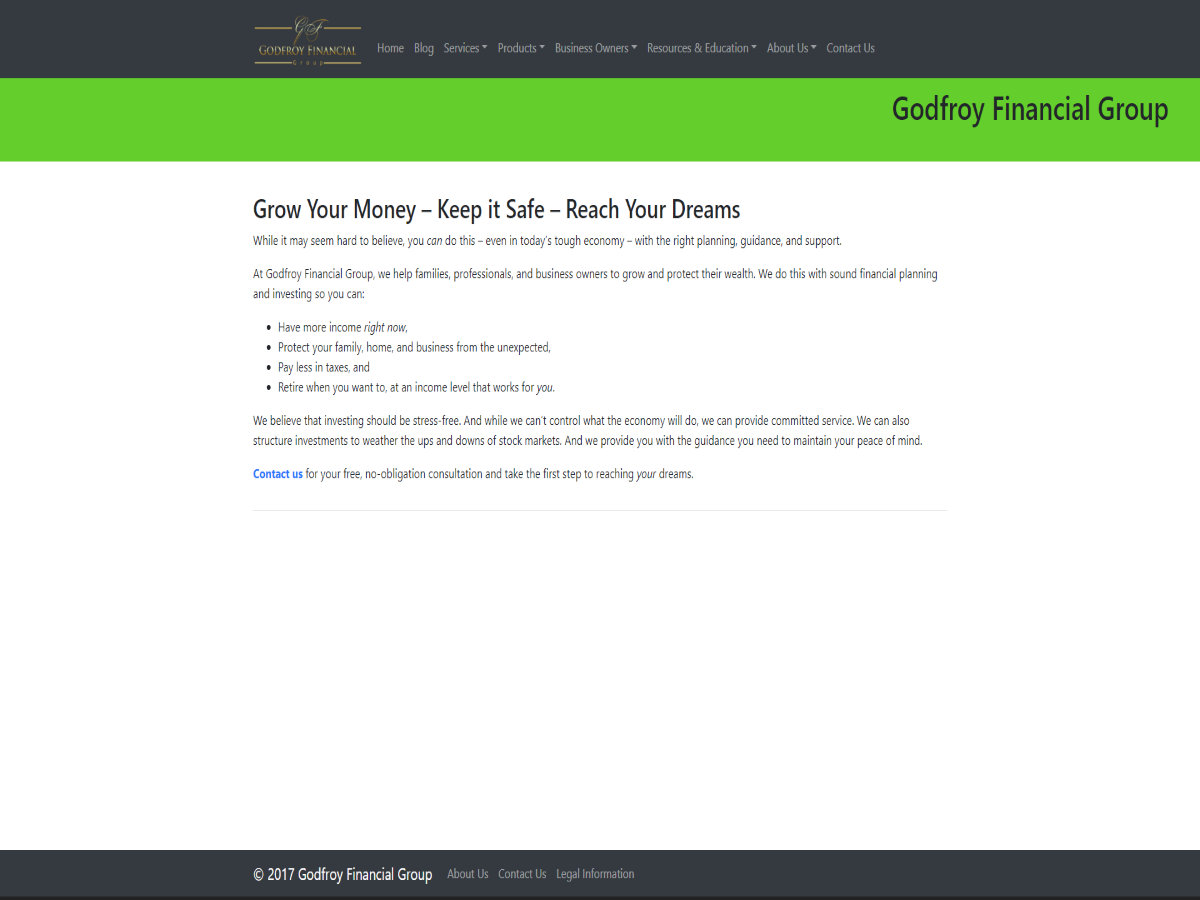 GF
GODFROY FINANCIAL
Group
Home Blog Services Products Business Owners Resources & Education About Us Contact Us
Godfroy Financial Group
Grow Your Money – Keep it Safe – Reach Your Dreams
While it may seem hard to believe, you can do this – even in today's tough economy – with the right planning, guidance, and support.
At Godfroy Financial Group, we help families, professionals, and business owners to grow and protect their wealth. We do this with sound financial planning
and investing so you can:
• Have more income right now,
• Protect your family, home, and business from the unexpected,
• Pay less in taxes, and
• Retire when you want to, at an income level that works for you.
We believe that investing should be stress-free. And while we can't control what the economy will do, we can provide committed service. We can also
structure investments to weather the ups and downs of stock markets. And we provide you with the guidance you need to maintain your peace of mind.
Contact us for your free, no-obligation consultation and take the first step to reaching your dreams.
© 2017 Godfroy Financial Group About Us Contact Us Legal Information